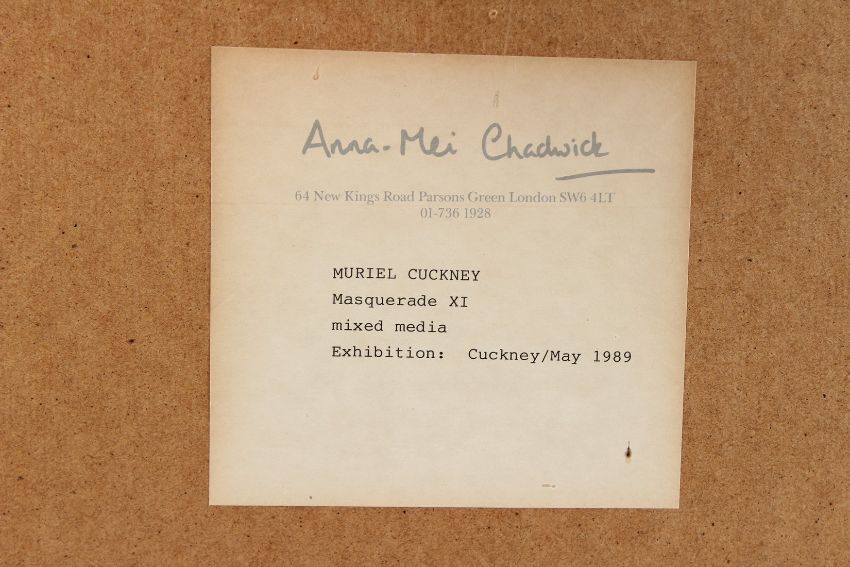 Anna-Mei Chadwick
64 New Kings Road Parsons Green London SW6 4LT
01-736 1928
MURIEL CUCKNEY
Masquerade XI
mixed media
Exhibition: Cuckney/May 1989